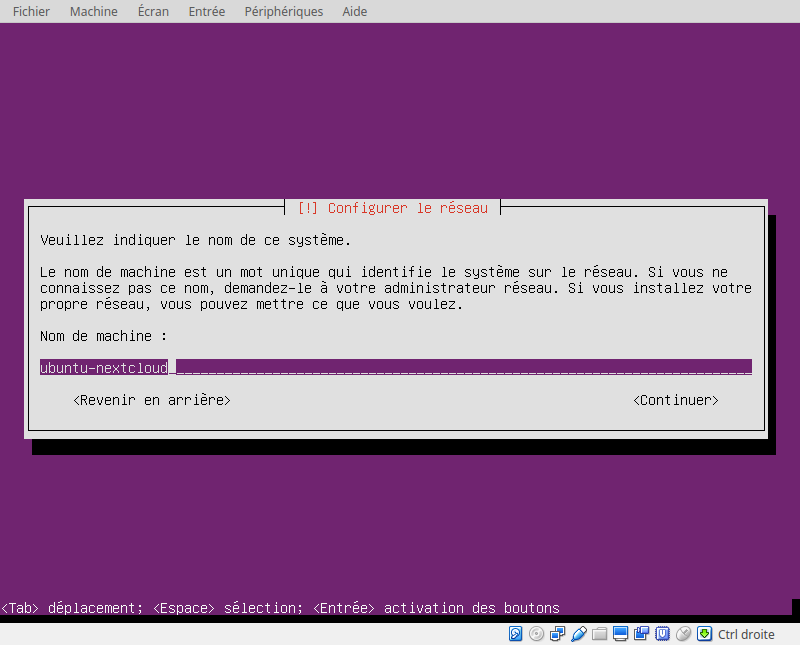 Fichier Machine Écran Entrée Périphériques Aide
[!] Configurer le réseau
Veuillez indiquer le nom de ce système.
Le nom de machine est un mot unique qui identifie le système sur le réseau. Si vous ne
connaissez pas ce nom, demandez-le à votre administrateur réseau. Si vous installez votre
propre réseau, vous pouvez mettre ce que vous voulez.
Nom de machine :
ubuntu-nextcloud
<Revenir en arrière> <Continuer>
<Tab> déplacement; <Espace> sélection; <Entrée> activation des boutons
Ctrl droite